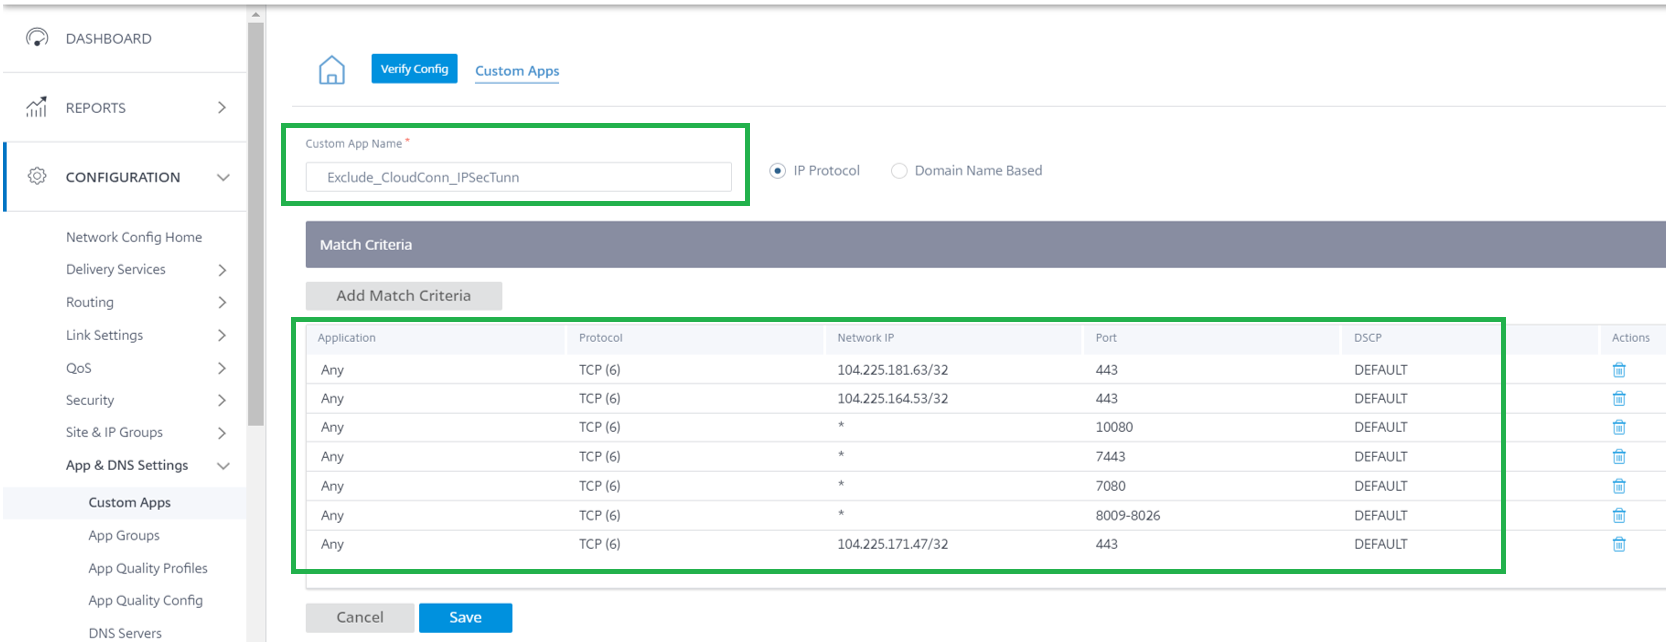 DASHBOARD
REPORTS
CONFIGURATION
Network Config Home
Delivery Services
Routing
Link Settings
QoS
Security
Site & IP Groups
App & DNS Settings
Custom Apps
App Groups
App Quality Profiles
App Quality Config
DNS Servers
Verify Config Custom Apps
Custom App Name *
Exclude_CloudConn_IPSecTunn IP Protocol Domain Name Based
Match Criteria
Add Match Criteria
Application Protocol Network IP Port DSCP Actions
Any TCP (6) 104.225.181.63/32 443 DEFAULT
Any TCP (6) 104.225.164.53/32 443 DEFAULT
Any TCP (6) * 10080 DEFAULT
Any TCP (6) * 7443 DEFAULT
Any TCP (6) * 7080 DEFAULT
Any TCP (6) * 8009-8026 DEFAULT
Any TCP (6) 104.225.171.47/32 443 DEFAULT
Cancel Save